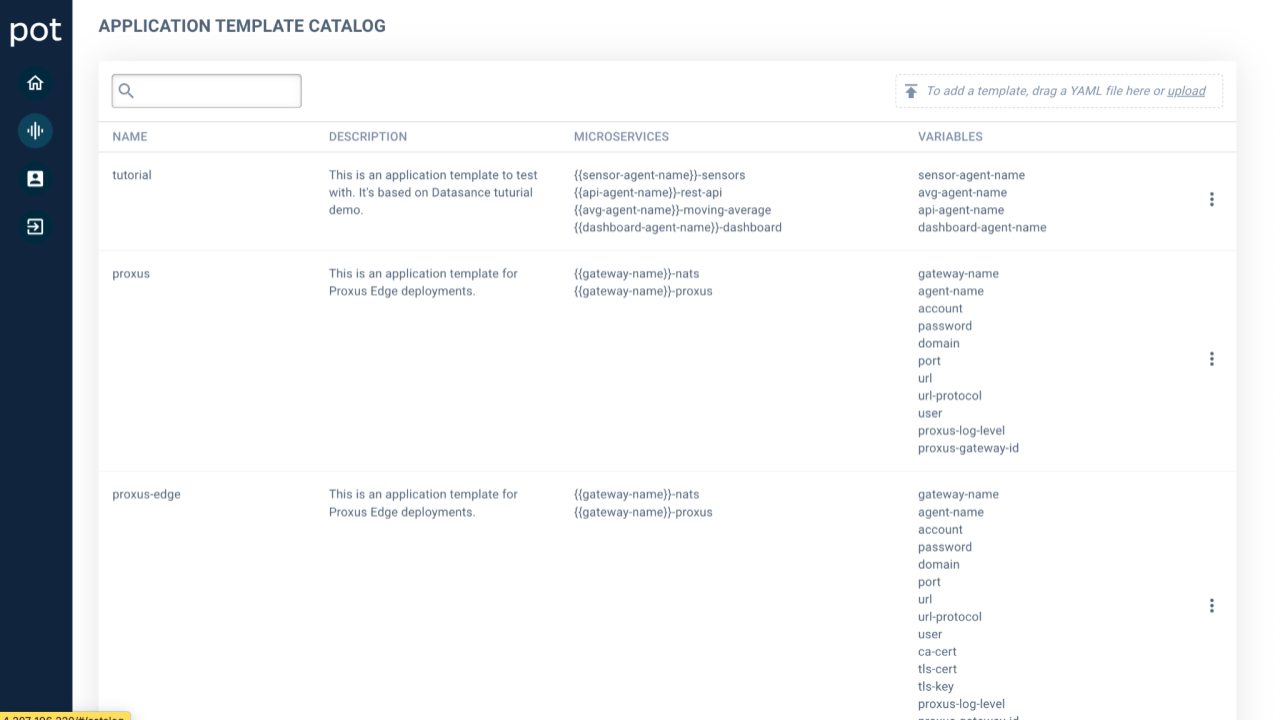 pot
APPLICATION TEMPLATE CATALOG
To add a template, drag a YAML file here or upload
NAME DESCRIPTION MICROSERVICES VARIABLES
tutorial
This is an application template to test
with. It's based on Datasance tuturial
demo.
{{sensor-agent-name}}-sensors
{{api-agent-name}}-rest-api
{{avg-agent-name}}-moving-average
{{dashboard-agent-name}}-dashboard
sensor-agent-name
avg-agent-name
api-agent-name
dashboard-agent-name
proxus
This is an application template for
Proxus Edge deployments.
{{gateway-name}}-nats
{{gateway-name}}-proxus
gateway-name
agent-name
account
password
domain
port
url
url-protocol
user
proxus-log-level
proxus-gateway-id
proxus-edge
This is an application template for
Proxus Edge deployments.
{{gateway-name}}-nats
{{gateway-name}}-proxus
gateway-name
agent-name
account
password
domain
port
url
url-protocol
user
ca-cert
tls-cert
tls-key
proxus-log-level